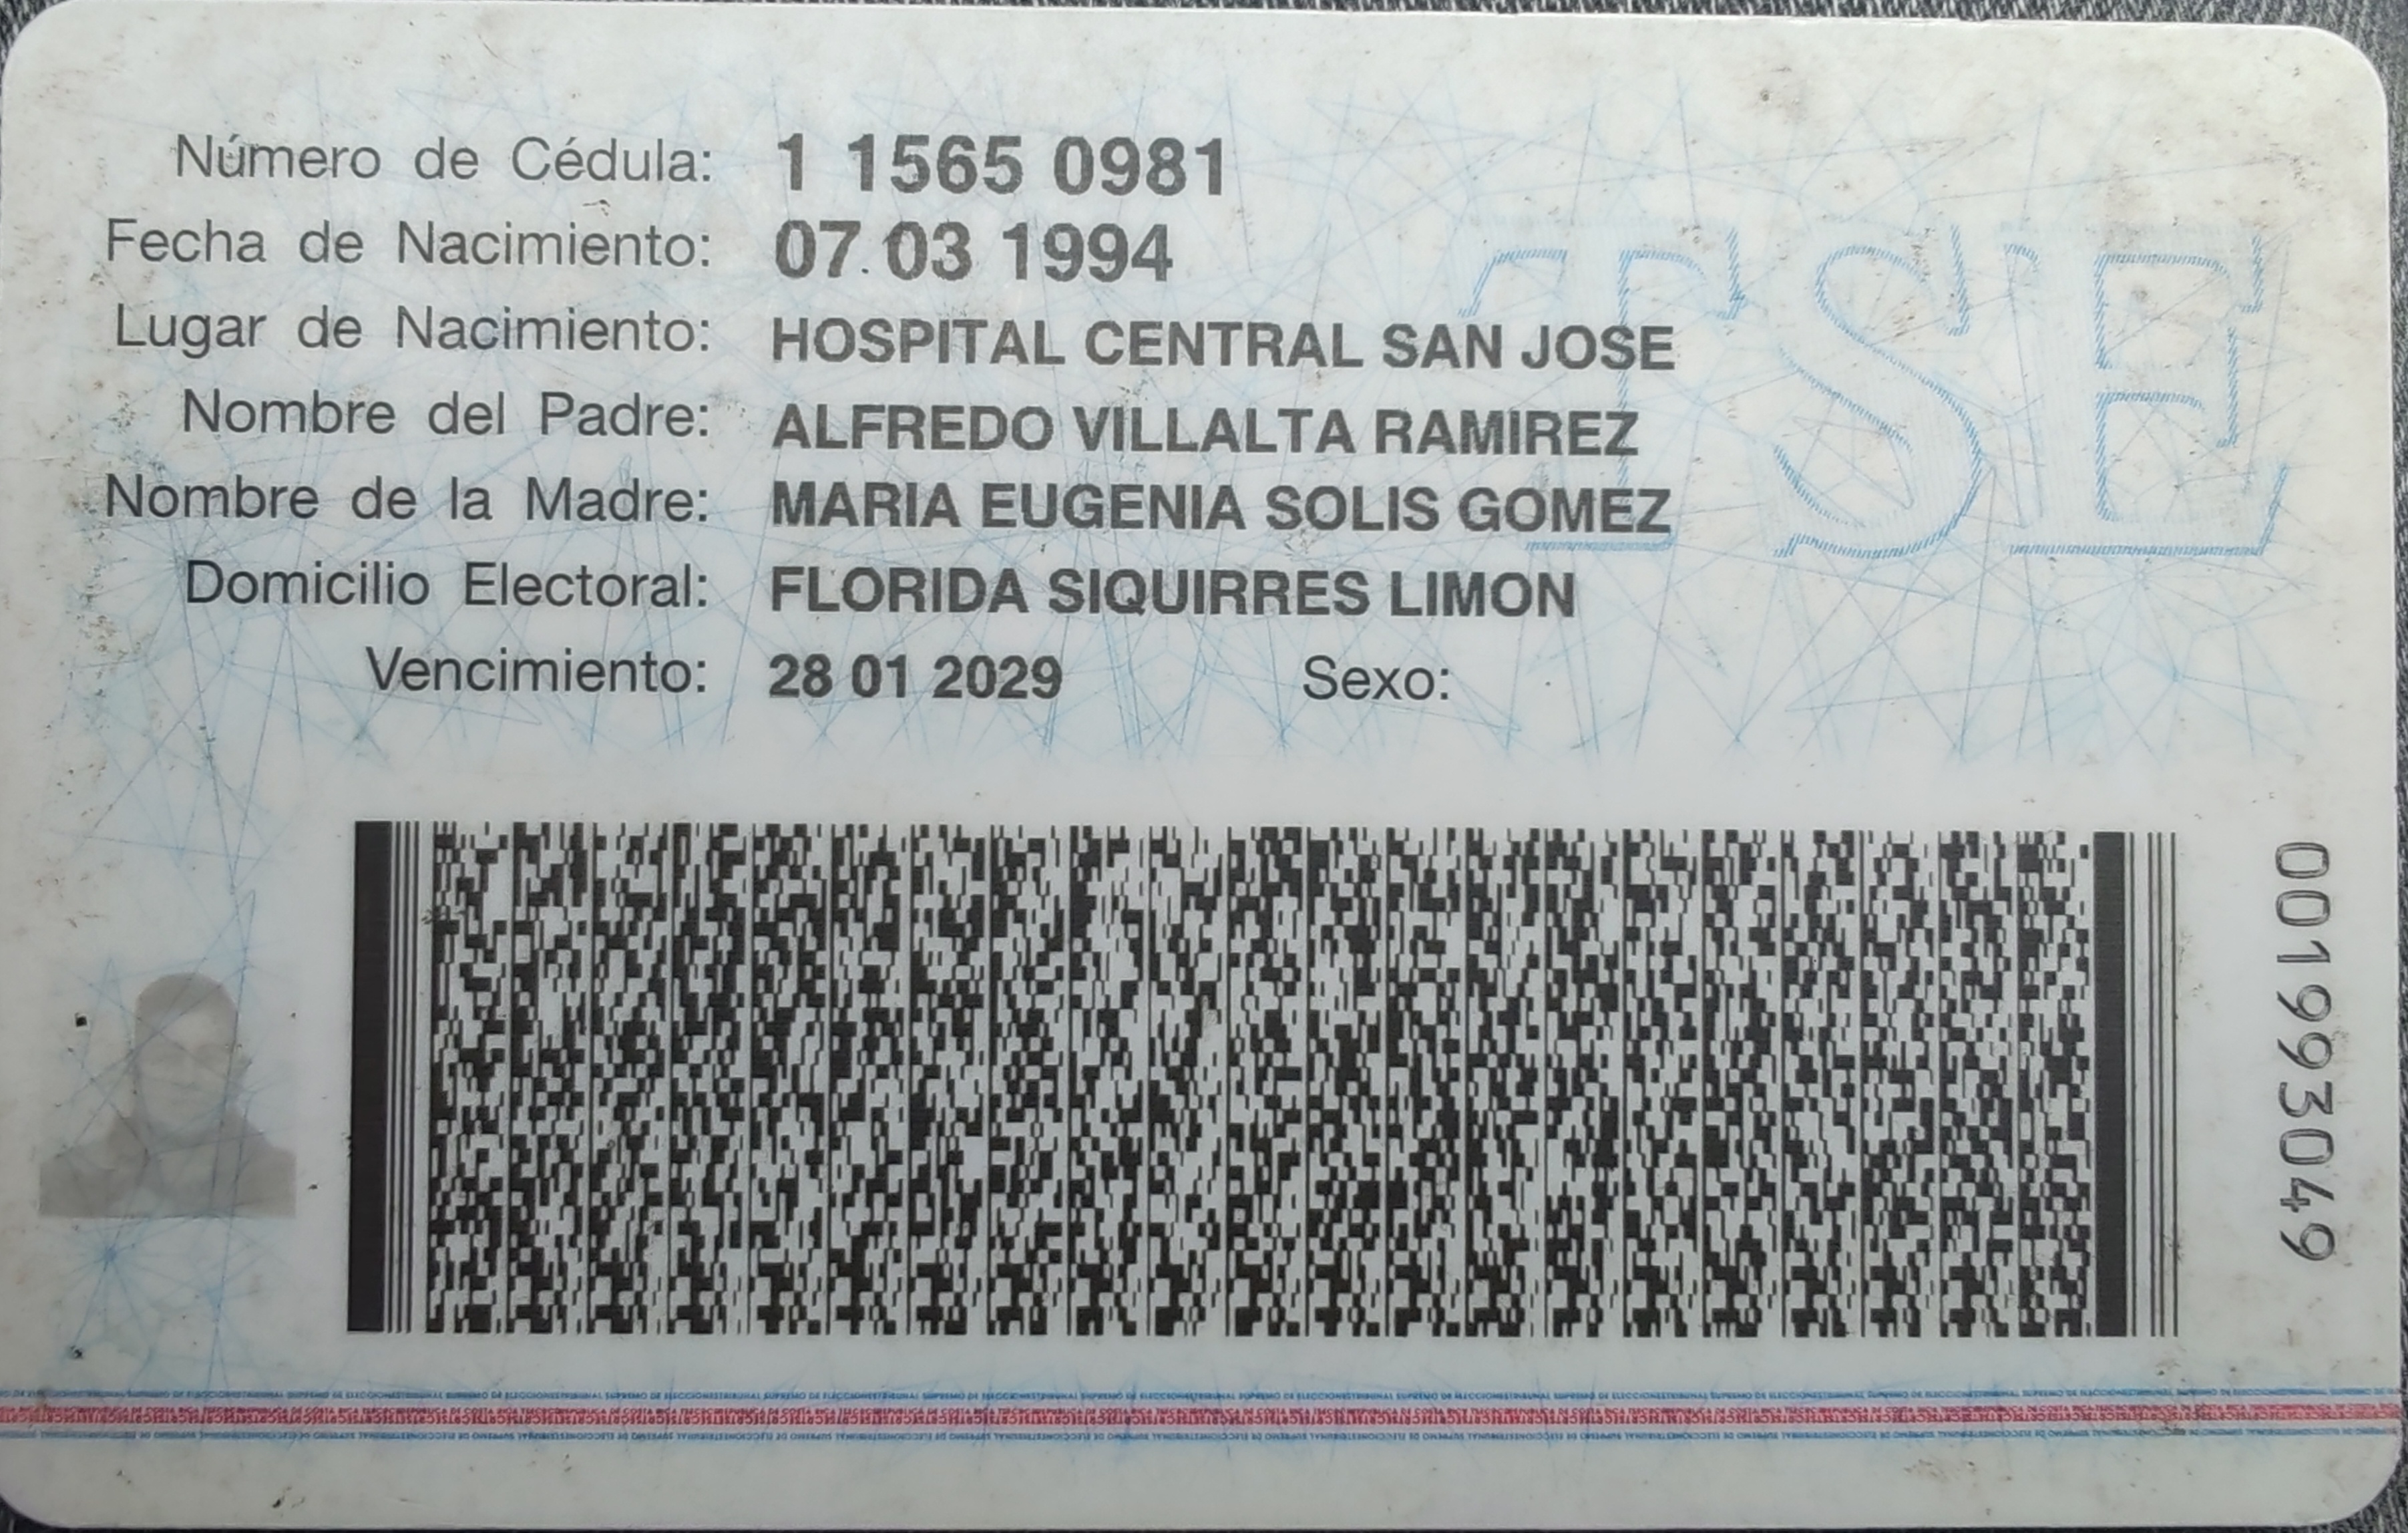 Número de Cédula: 1 1565 0981
Fecha de Nacimiento: 07 03 1994
Lugar de Nacimiento: HOSPITAL CENTRAL SAN JOSE
Nombre del Padre: ALFREDO VILLALTA RAMIREZ
Nombre de la Madre: MARIA EUGENIA SOLIS GOMEZ
Domicilio Electoral: FLORIDA SIQUIRRES LIMON
Vencimiento: 28 01 2029 Sexo:
TSE
001993049